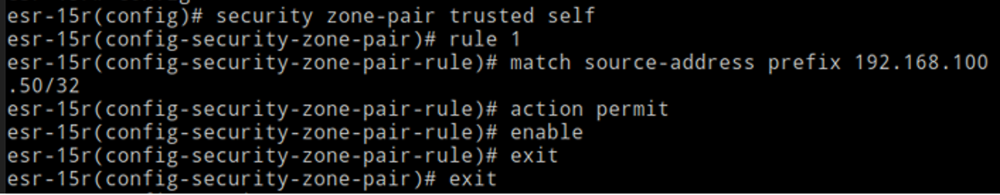 esr-15r(config)# security zone-pair trusted self
esr-15r(config-security-zone-pair)# rule 1
esr-15r(config-security-zone-pair-rule)# match source-address prefix 192.168.100
.50/32
esr-15r(config-security-zone-pair-rule)# action permit
esr-15r(config-security-zone-pair-rule)# enable
esr-15r(config-security-zone-pair-rule)# exit
esr-15r(config-security-zone-pair)# exit